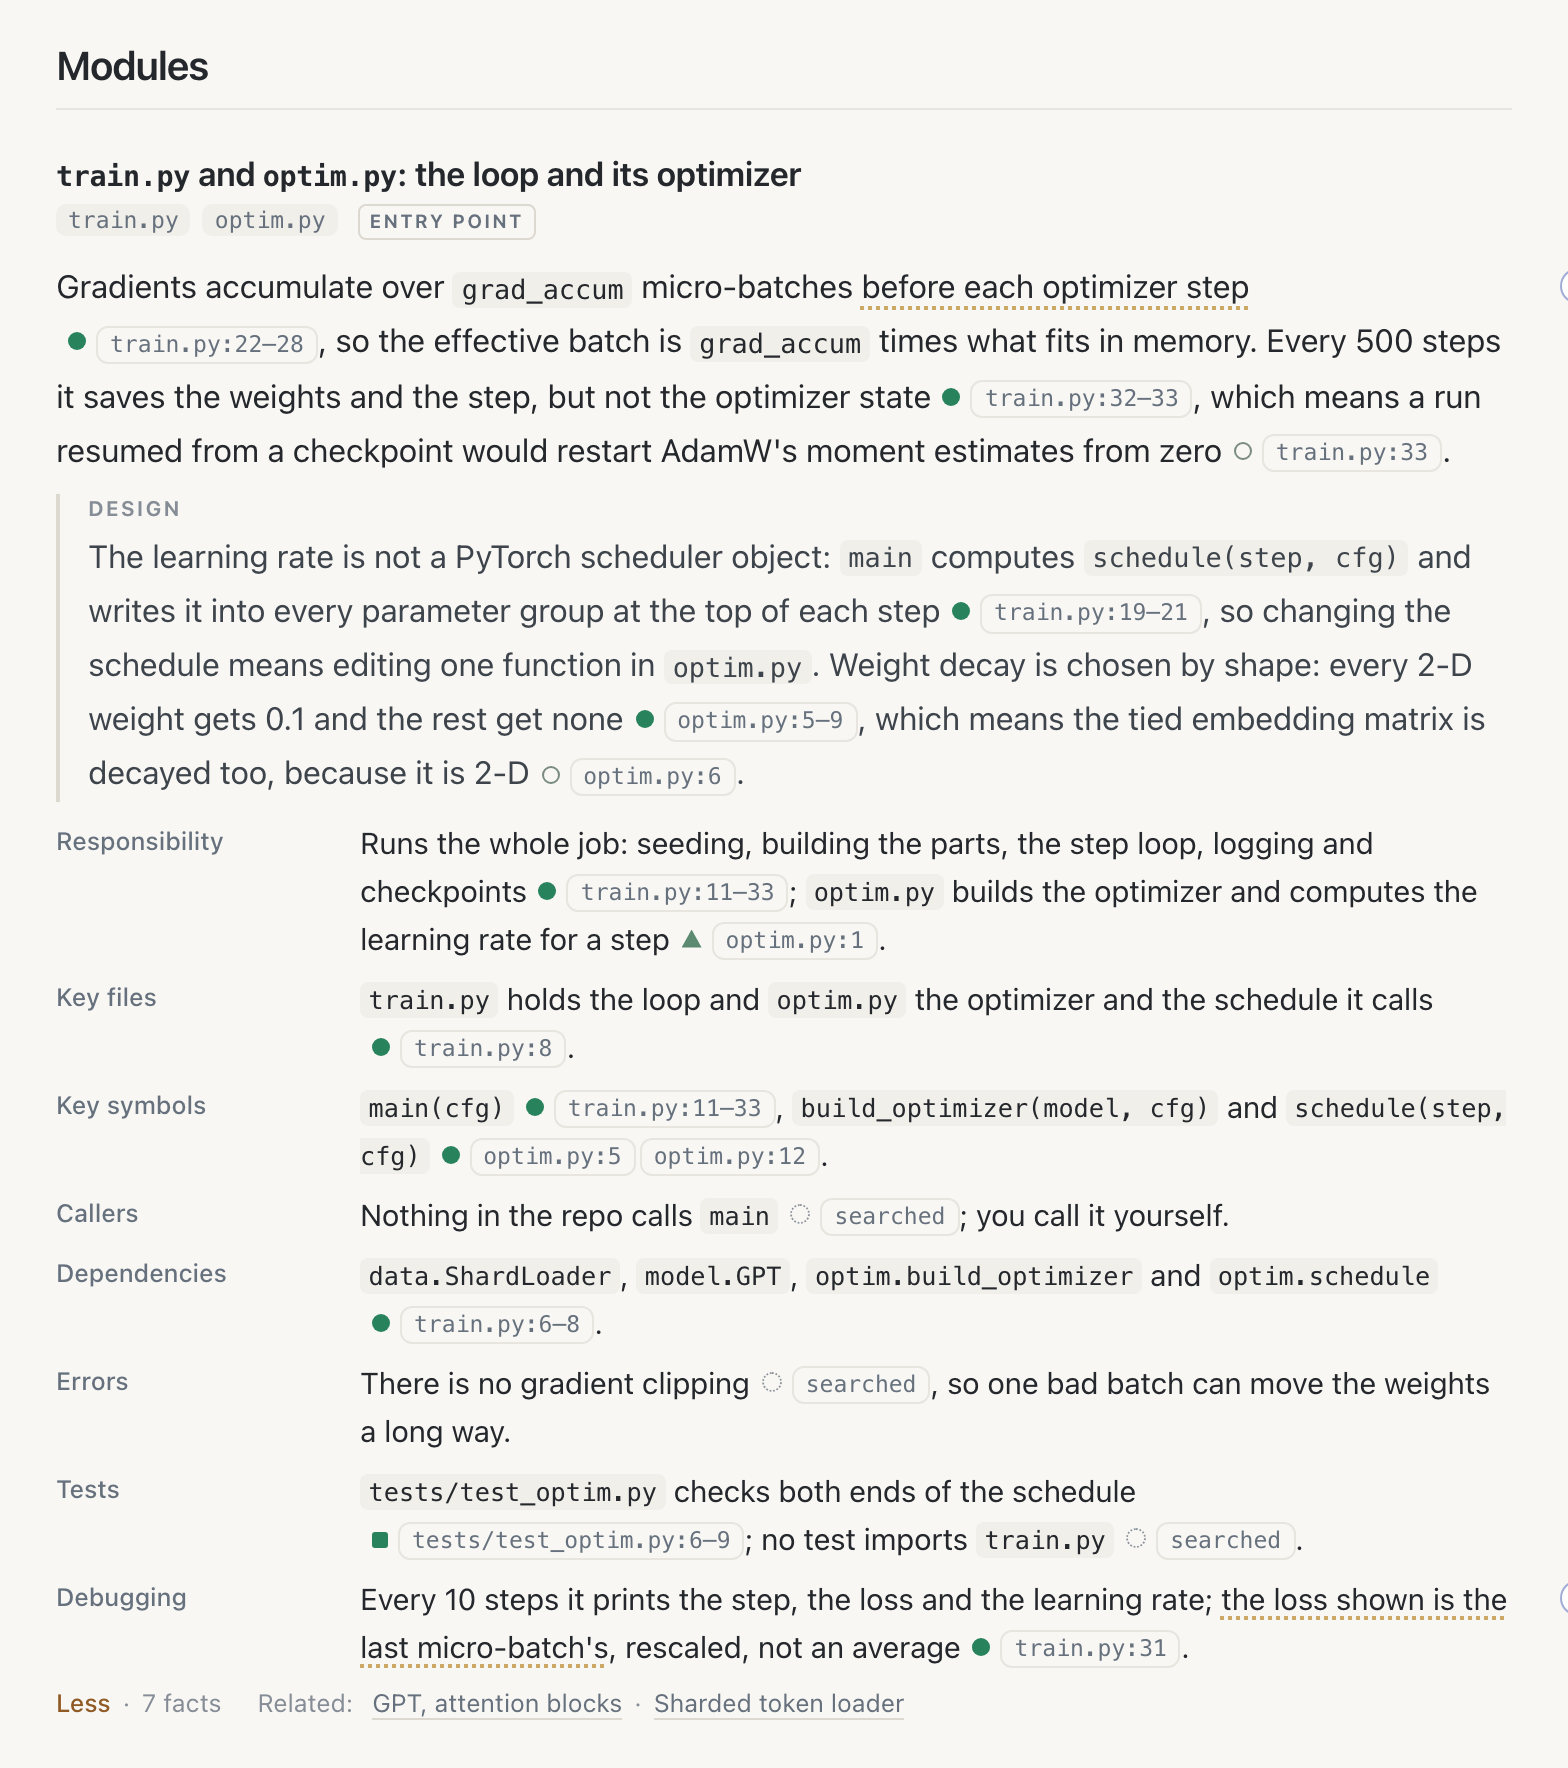 Modules
train.py and optim.py: the loop and its optimizer
train.py optim.py ENTRY POINT
Gradients accumulate over grad_accum micro-batches before each optimizer step
train.py:22–28, so the effective batch is grad_accum times what fits in memory. Every 500 steps
it saves the weights and the step, but not the optimizer state train.py:32–33, which means a run
resumed from a checkpoint would restart AdamW's moment estimates from zero train.py:33.
DESIGN
The learning rate is not a PyTorch scheduler object: main computes schedule(step, cfg) and
writes it into every parameter group at the top of each step train.py:19–21, so changing the
schedule means editing one function in optim.py. Weight decay is chosen by shape: every 2-D
weight gets 0.1 and the rest get none optim.py:5–9, which means the tied embedding matrix is
decayed too, because it is 2-D optim.py:6.
Responsibility Runs the whole job: seeding, building the parts, the step loop, logging and
checkpoints train.py:11–33; optim.py builds the optimizer and computes the
learning rate for a step optim.py:1.
Key files train.py holds the loop and optim.py the optimizer and the schedule it calls
train.py:8.
Key symbols main(cfg) train.py:11–33, build_optimizer(model, cfg) and schedule(step,
cfg) optim.py:5 optim.py:12.
Callers Nothing in the repo calls main searched; you call it yourself.
Dependencies data.ShardLoader, model.GPT, optim.build_optimizer and optim.schedule
train.py:6–8.
Errors There is no gradient clipping searched, so one bad batch can move the weights
a long way.
Tests tests/test_optim.py checks both ends of the schedule
tests/test_optim.py:6–9; no test imports train.py searched.
Debugging Every 10 steps it prints the step, the loss and the learning rate; the loss shown is the
last micro-batch's, rescaled, not an average train.py:31.
Less · 7 facts Related: GPT, attention blocks · Sharded token loader